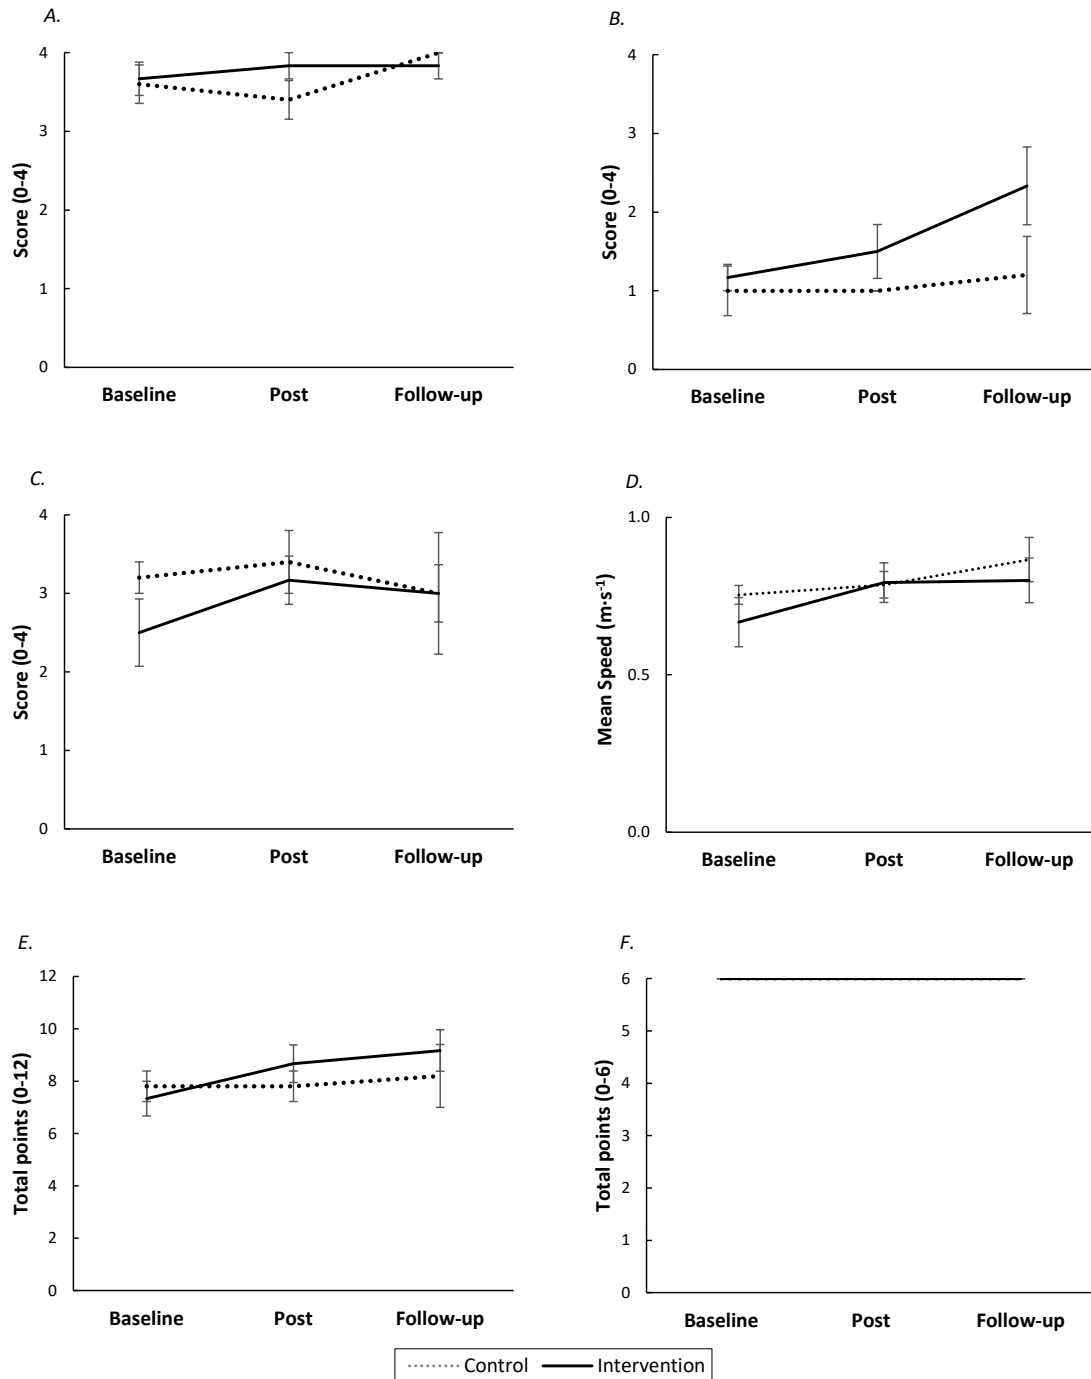 A.
4
3
2
1
0
Score (0-4)
Baseline Post Follow-up
B.
4
3
2
1
0
Score (0-4)
Baseline Post Follow-up
C.
4
3
2
1
0
Score (0-4)
Baseline Post Follow-up
D.
1.0
0.5
0.0
Mean Speed (m·s⁻¹)
Baseline Post Follow-up
E.
12
10
8
6
4
2
0
Total points (0-12)
Baseline Post Follow-up
F.
6
5
4
3
2
1
0
Total points (0-6)
Baseline Post Follow-up
Control Intervention